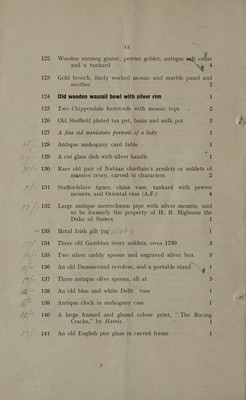 12
122 Wooden nutmeg grater, pewter goblet, antique salt cellar
and a tankard 4
123 Gold brooch, finely worked mosaic and marble panel and
another 2
124 Old wooden wassail bowl with silver rim 1
125 Two Chippendale footstools with mosaic tops 2
126 Old Sheffield plated tea pot, basin and milk pot 3
127 A fine old miniature portrait of a lady 1
128 Antique mahogany card table 1
129 A cut glass dish with silver handle 1
130 Rare old pair of Nubian chieftain's armlets or anklets of
massive ivory, carved in characters 2
131 Staffordshire figure, china vase, tankard with pewter
mounts, and Oriental vase (A.F.) 4
132 Large antique meerschaum pipe with silver mounts, said
to be formerly the property of H. R. Highness the
Duke of Sussex 1
133 Metal Irish gilt jug 1
134 Three old Gambian ivory anklets, circa 1750 3
135 Two silver caddy spoons and engraved silver box 3
136 An old Damascened revolver, and a portable stand
137 Three antique olive spoons, all at 3
138 An old blue and white Delft vase 1
139 Antique clock in mahogany case 1
140 A large framed and glazed colour print, "The Racing
Cracks," by Harris 1
141 An old English pier glass in carved frame 1